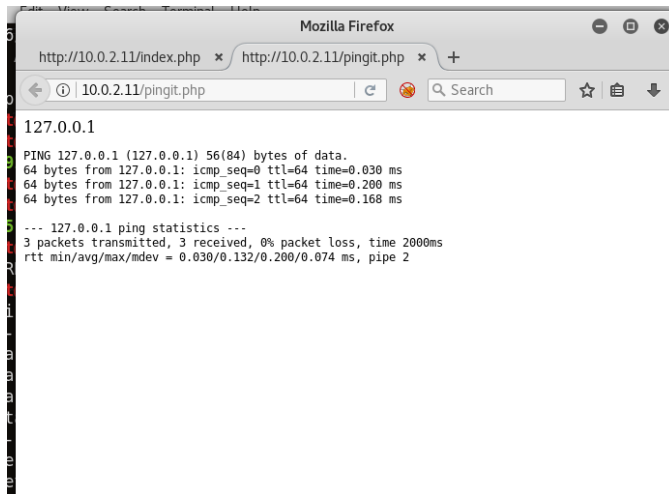 Edit View Search Terminal Help
Mozilla Firefox
http://10.0.2.11/index.php × http://10.0.2.11/pingit.php × +
10.0.2.11/pingit.php Search
127.0.0.1
PING 127.0.0.1 (127.0.0.1) 56(84) bytes of data.
64 bytes from 127.0.0.1: icmp_seq=0 ttl=64 time=0.030 ms
64 bytes from 127.0.0.1: icmp_seq=1 ttl=64 time=0.200 ms
64 bytes from 127.0.0.1: icmp_seq=2 ttl=64 time=0.168 ms
--- 127.0.0.1 ping statistics ---
3 packets transmitted, 3 received, 0% packet loss, time 2000ms
rtt min/avg/max/mdev = 0.030/0.132/0.200/0.074 ms, pipe 2